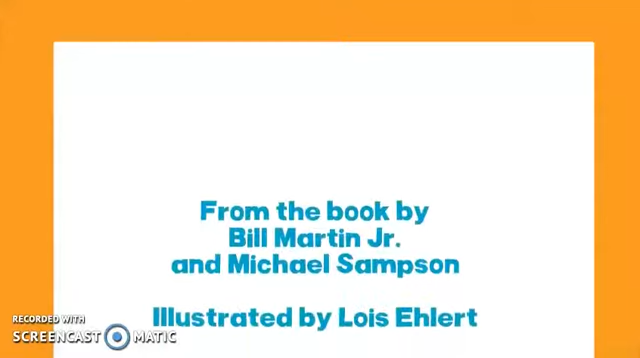 From the book by
Bill Martin Jr.
and Michael Sampson
Illustrated by Lois Ehlert
RECORDED WITH
SCREENCAST MATIC